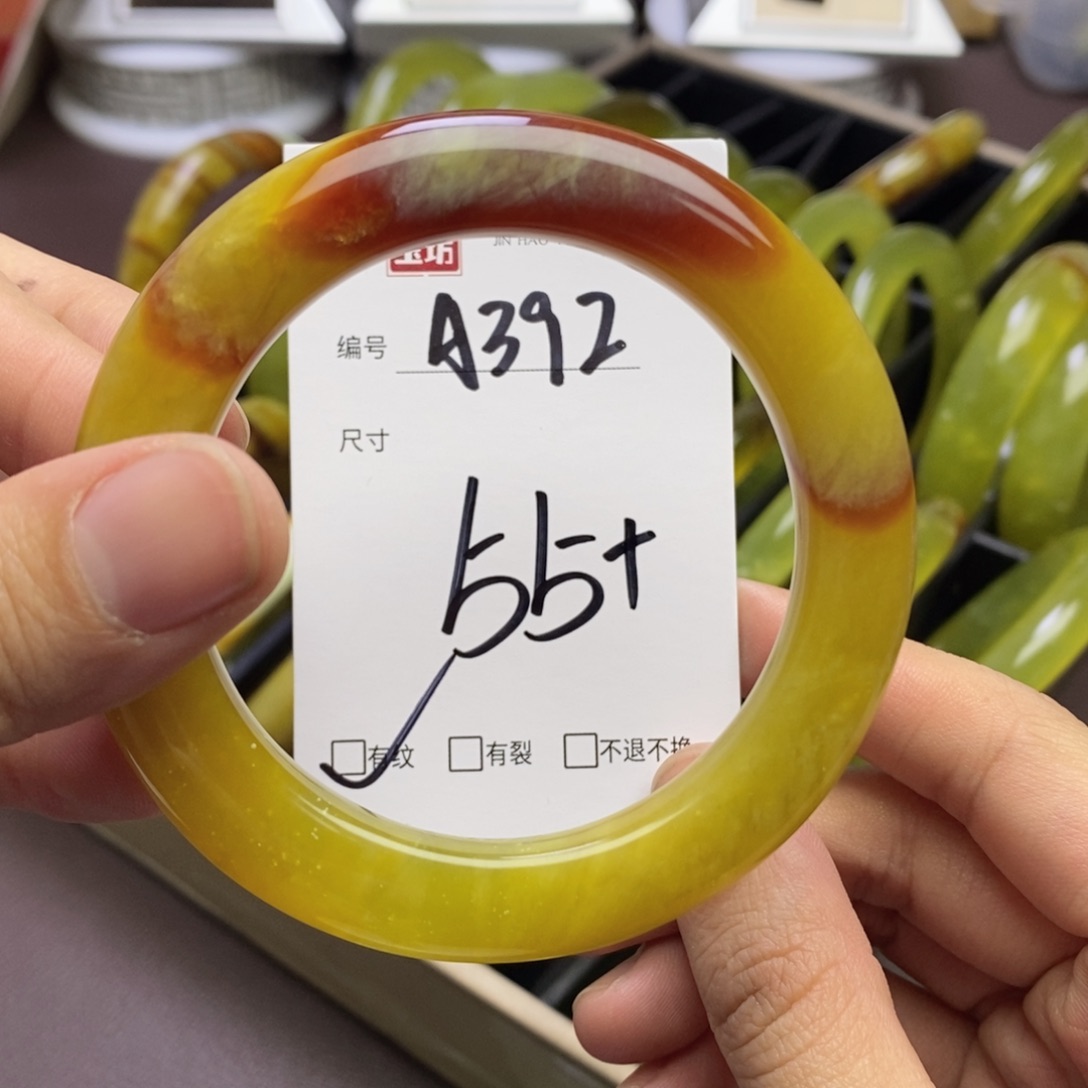 玉坊
JIN HAO
编号 A392
尺寸
55+
有纹 有裂 不退不换